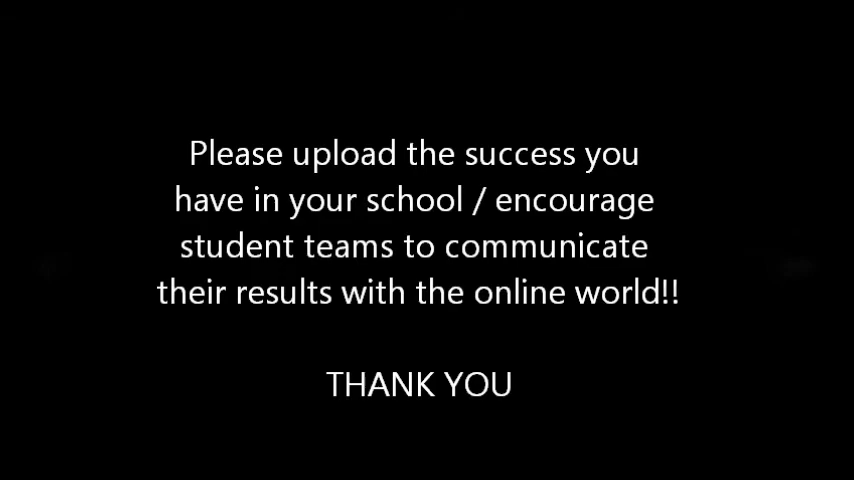 Please upload the success you
have in your school / encourage
student teams to communicate
their results with the online world!!
THANK YOU